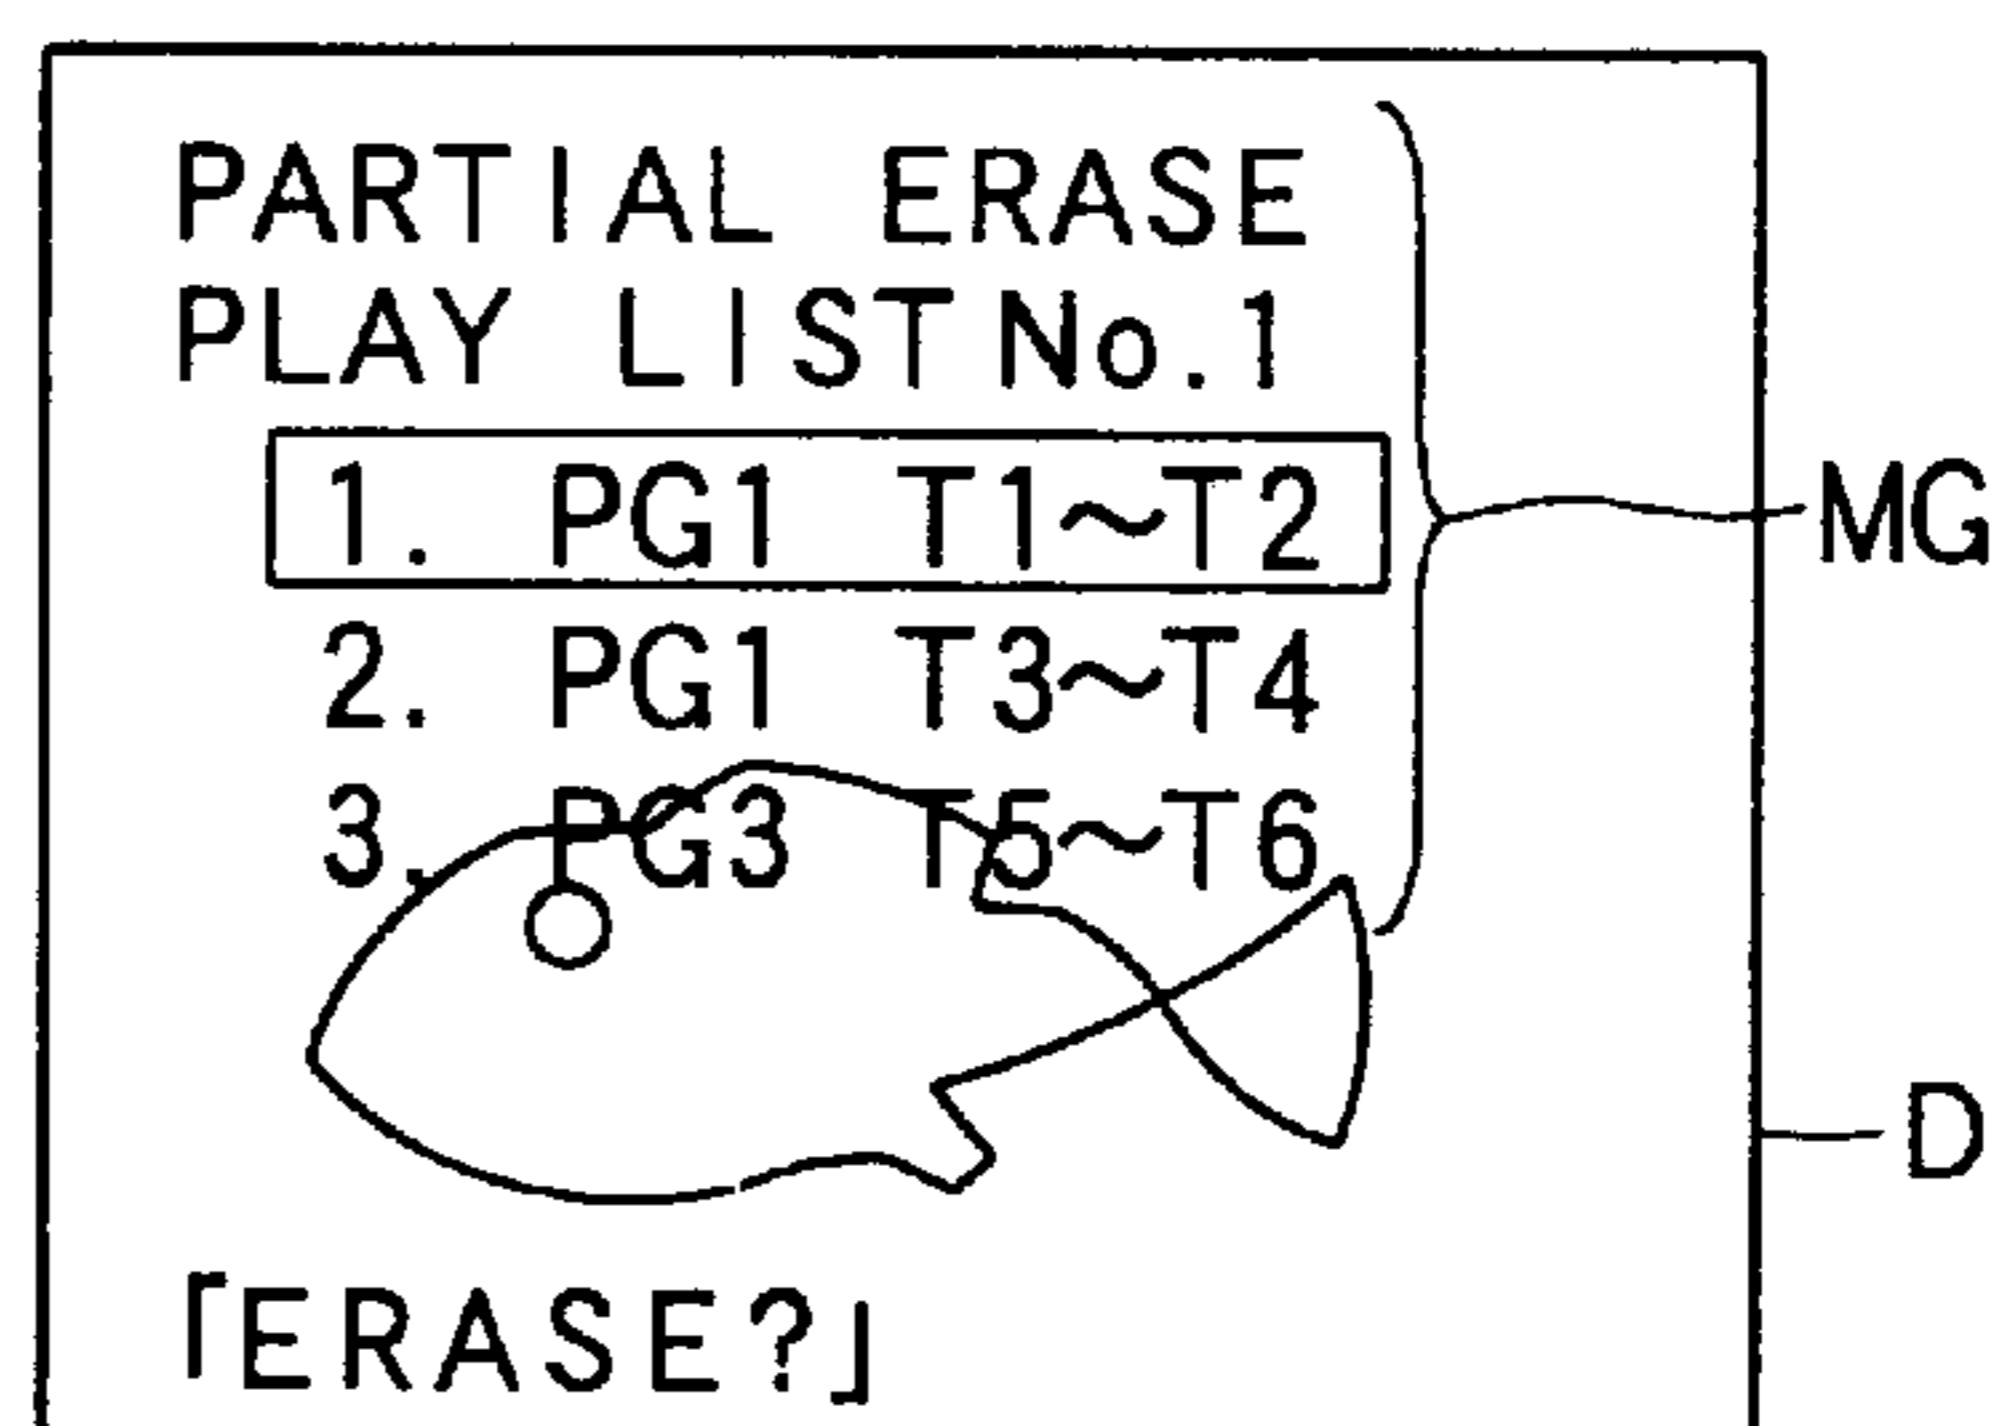 PARTIAL ERASE
PLAY LIST No.1
1. PG1 T1~T2
MG
2. PG1 T3~T4
3. PG3 T5~T6
D
「ERASE?」